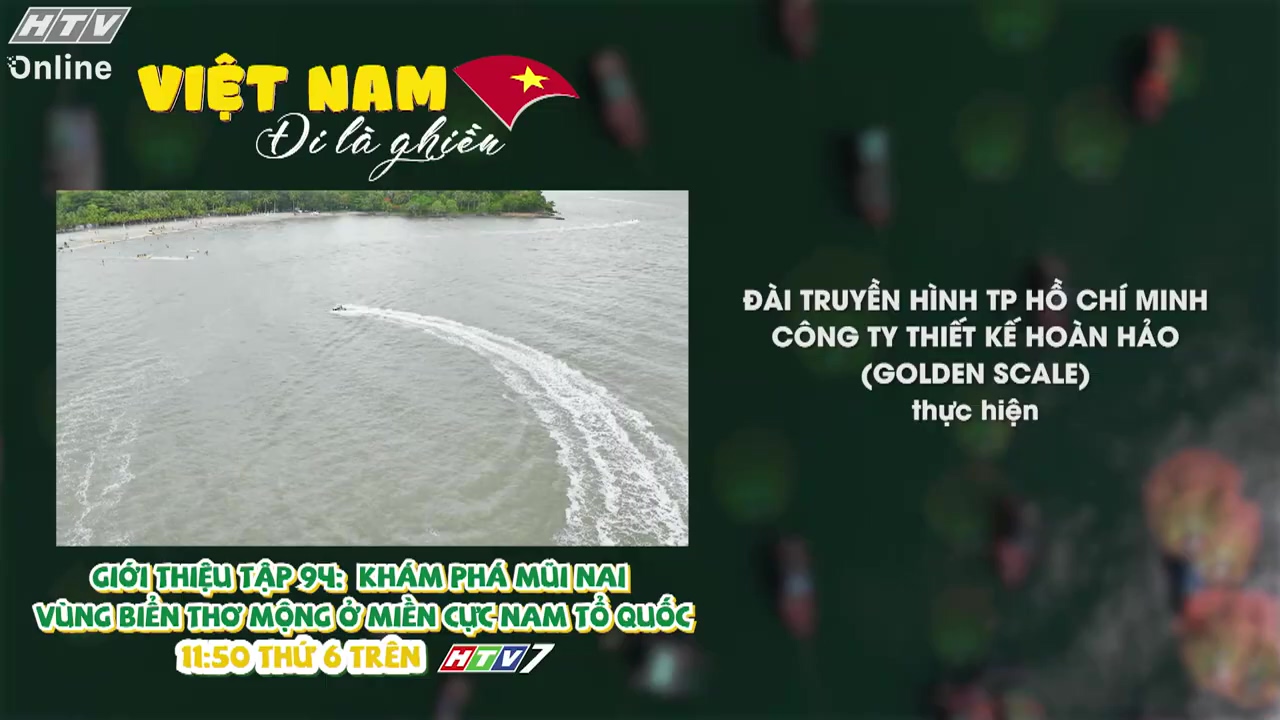 HTV
Online
VIỆT NAM
Đi là ghiền
ĐÀI TRUYỀN HÌNH TP HỒ CHÍ MINH
CÔNG TY THIẾT KẾ HOÀN HẢO
(GOLDEN SCALE)
thực hiện
GIỚI THIỆU TẬP 94: KHÁM PHÁ MŨI NAI
VÙNG BIỂN THƠ MỘNG Ở MIỀN CỰC NAM TỔ QUỐC
11:50 THỨ 6 TRÊN HTV7